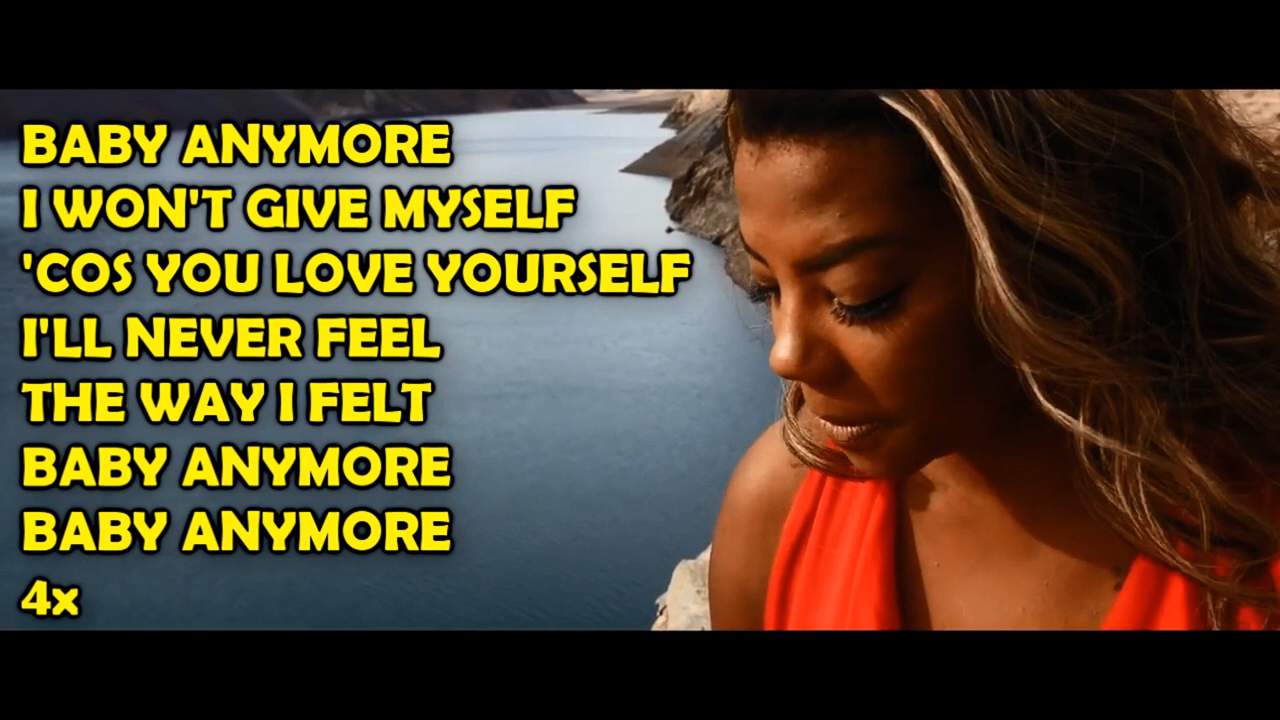 BABY ANYMORE
I WON'T GIVE MYSELF
'COS YOU LOVE YOURSELF
I'LL NEVER FEEL
THE WAY I FELT
BABY ANYMORE
BABY ANYMORE
4x